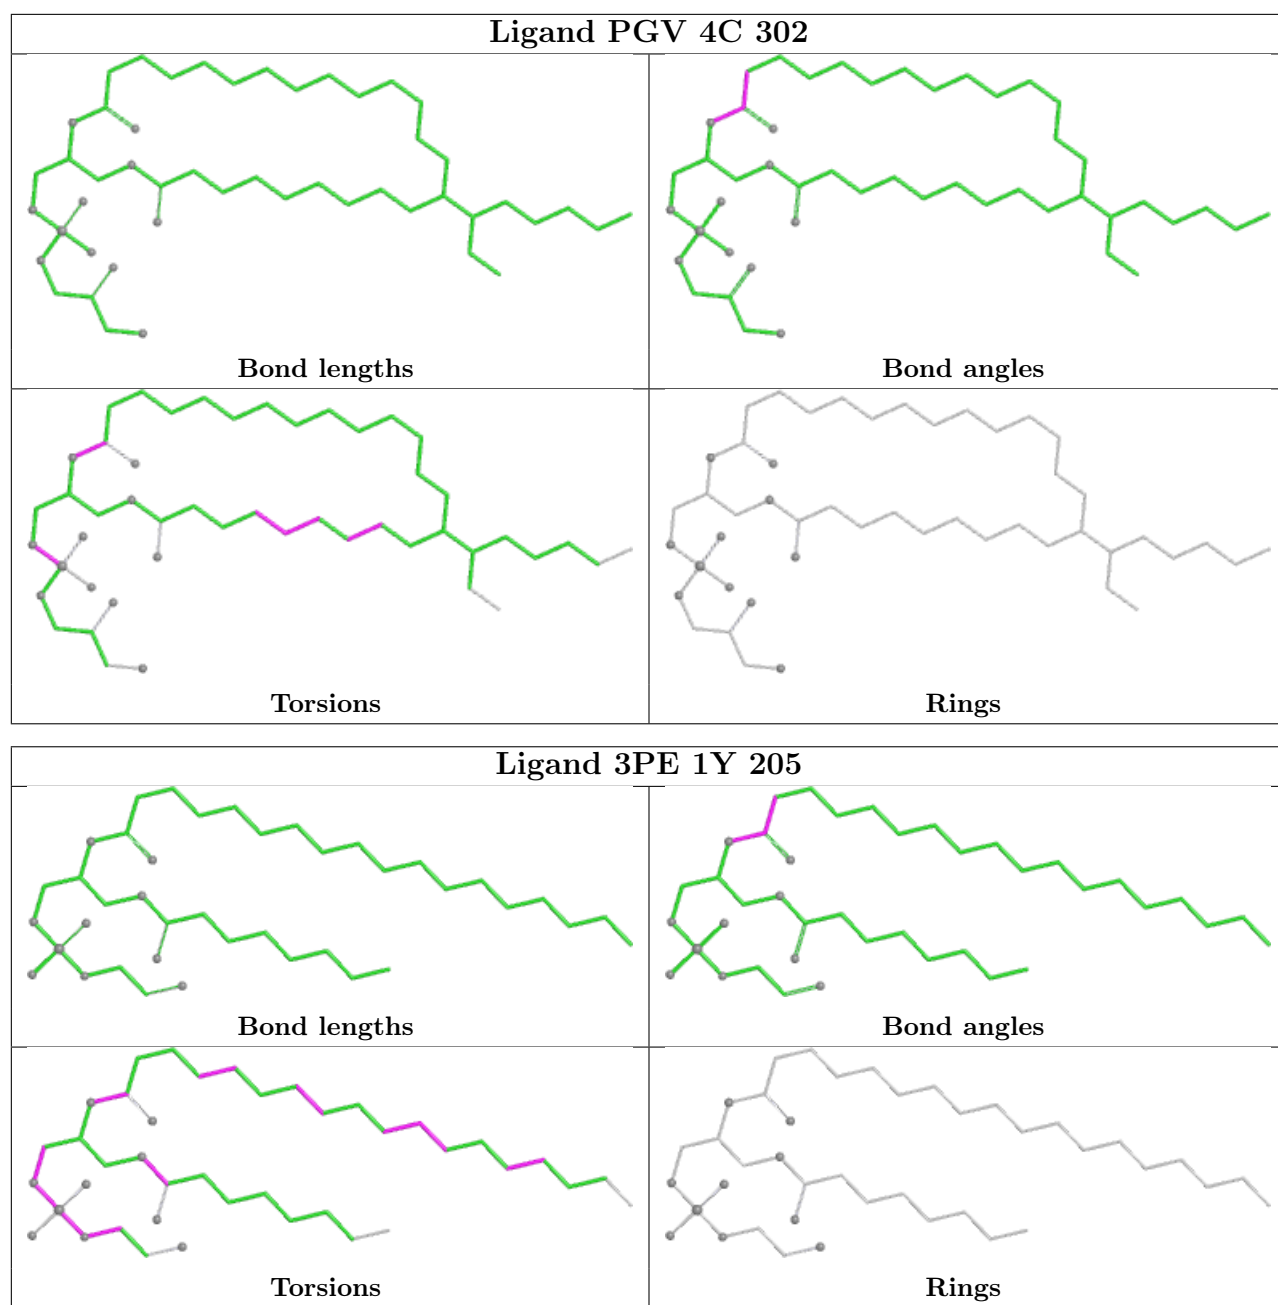 Ligand PGV 4C 302
Bond lengths
Bond angles
Torsions
Rings
Ligand 3PE 1Y 205
Bond lengths
Bond angles
Torsions
Rings